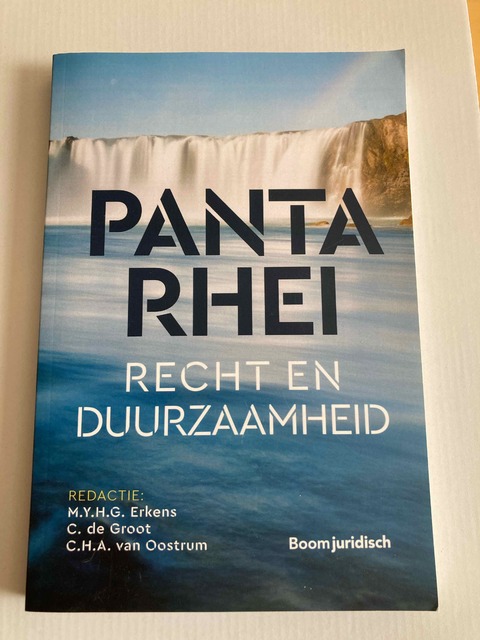 PANTA
RHEI
RECHT EN
DUURZAAMHEID
REDACTIE:
M.Y.H.G. Erkens
C. de Groot
C.H.A. van Oostrum
Boomjuridisch